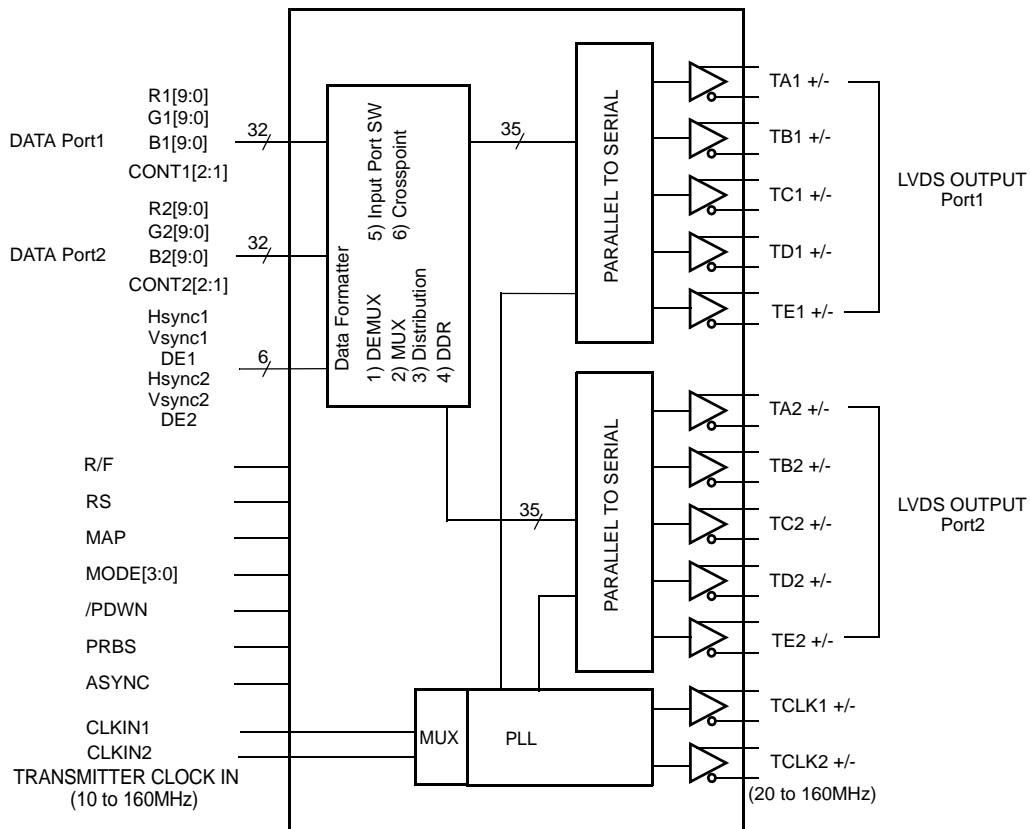 R1[9:0]
G1[9:0]
DATA Port1
B1[9:0]
CONT1[2:1]
32
R2[9:0]
G2[9:0]
DATA Port2
B2[9:0]
CONT2[2:1]
32
Hsync1
Vsync1
DE1
Hsync2
Vsync2
DE2
6
R/F
RS
MAP
MODE[3:0]
/PDWN
PRBS
ASYNC
CLKIN1
CLKIN2
TRANSMITTER CLOCK IN
(10 to 160MHz)
Data Formatter
1) DEMUX
2) MUX
3) Distribution
4) DDR
5) Input Port SW
6) Crosspoint
35
PARALLEL TO SERIAL
35
PARALLEL TO SERIAL
MUX
PLL
TA1 +/-
TB1 +/-
TC1 +/-
TD1 +/-
TE1 +/-
LVDS OUTPUT
Port1
TA2 +/-
TB2 +/-
TC2 +/-
TD2 +/-
TE2 +/-
LVDS OUTPUT
Port2
TCLK1 +/-
TCLK2 +/-
(20 to 160MHz)